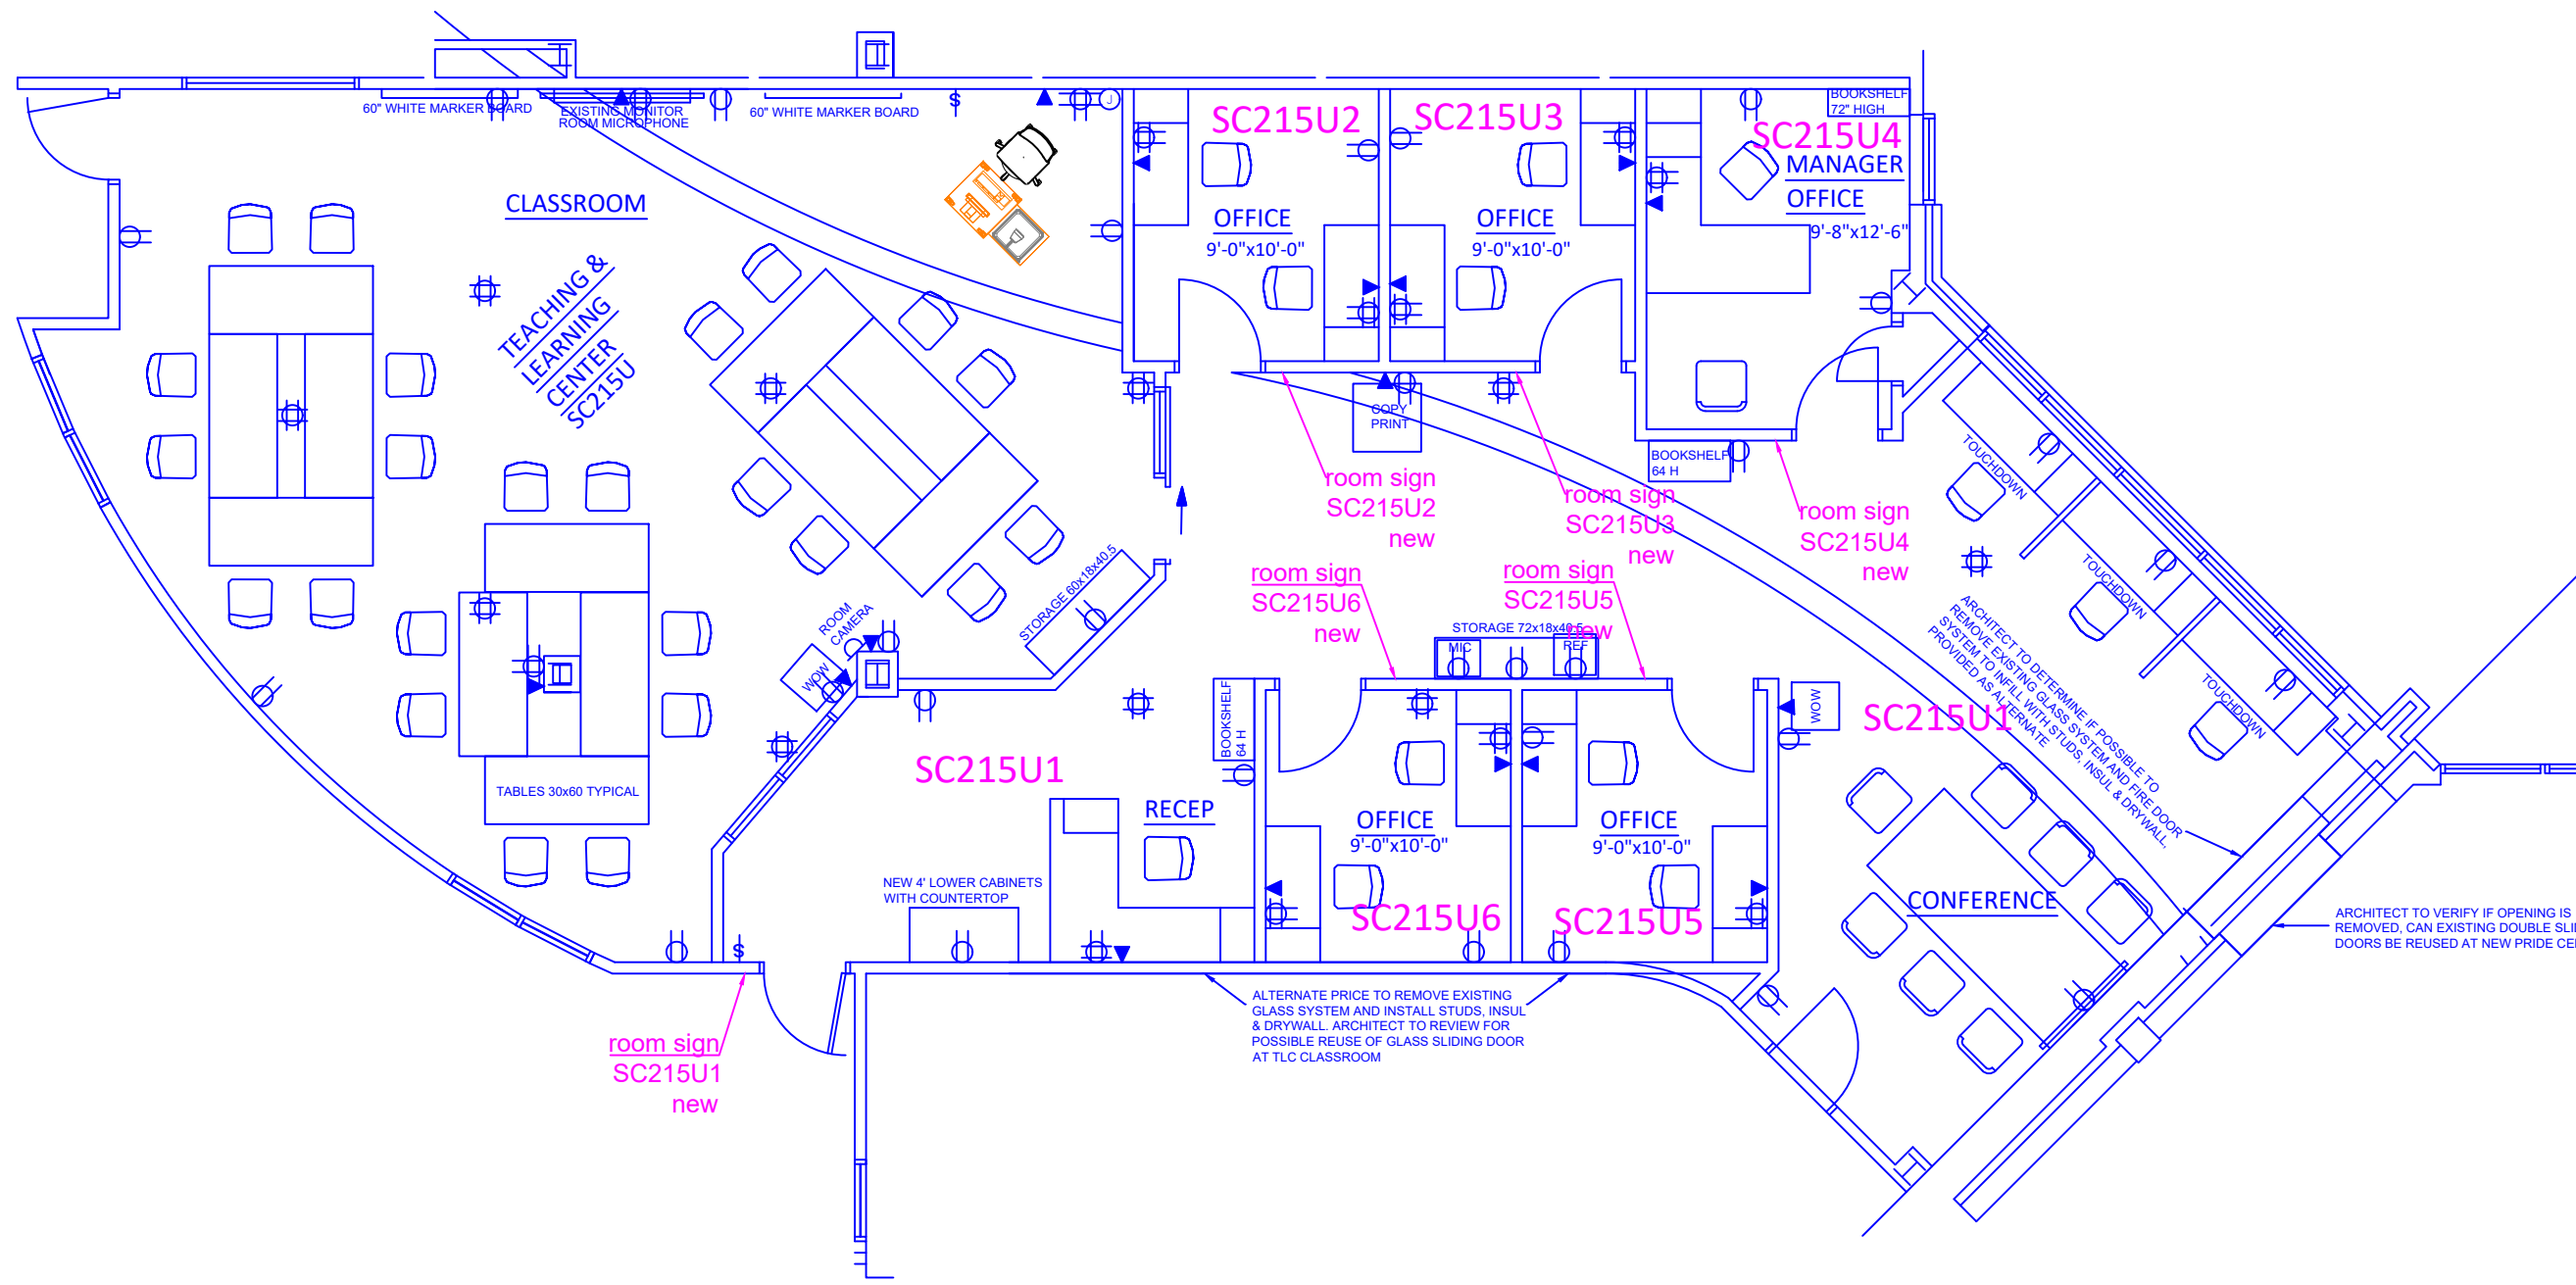 60" WHITE MARKER BOARD
EXISTING MONITOR
ROOM MICROPHONE
60" WHITE MARKER BOARD
$
J
SC215U2
SC215U3
BOOKSHELF
72" HIGH
SC215U4
MANAGER
OFFICE
9'-8"x12'-6"
CLASSROOM
OFFICE
9'-0"x10'-0"
OFFICE
9'-0"x10'-0"
TEACHING &
LEARNING
CENTER
SC215U
COPY
PRINT
BOOKSHELF
64 H
room sign
SC215U2
new
room sign
SC215U3
new
room sign
SC215U4
new
TOUCHDOWN
TOUCHDOWN
TOUCHDOWN
room sign
SC215U6
new
room sign
SC215U5
new
STORAGE 60x18x40.5
ROOM
CAMERA
WOW
STORAGE 72x18x40.5
MIC
REF
ARCHITECT TO DETERMINE IF POSSIBLE TO
REMOVE EXISTING GLASS SYSTEM AND FIRE DOOR
SYSTEM TO INFILL WITH STUDS, INSUL & DRYWALL,
PROVIDED AS ALTERNATE
BOOKSHELF
64 H
WOW
SC215U1
SC215U1
TABLES 30x60 TYPICAL
RECEP
OFFICE
9'-0"x10'-0"
OFFICE
9'-0"x10'-0"
NEW 4' LOWER CABINETS
WITH COUNTERTOP
SC215U6
SC215U5
CONFERENCE
ARCHITECT TO VERIFY IF OPENING IS
REMOVED, CAN EXISTING DOUBLE
DOORS BE REUSED AT NEW PRIDE
$
ALTERNATE PRICE TO REMOVE EXISTING
GLASS SYSTEM AND INSTALL STUDS, INSUL
& DRYWALL. ARCHITECT TO REVIEW FOR
POSSIBLE REUSE OF GLASS SLIDING DOOR
AT TLC CLASSROOM
room sign
SC215U1
new